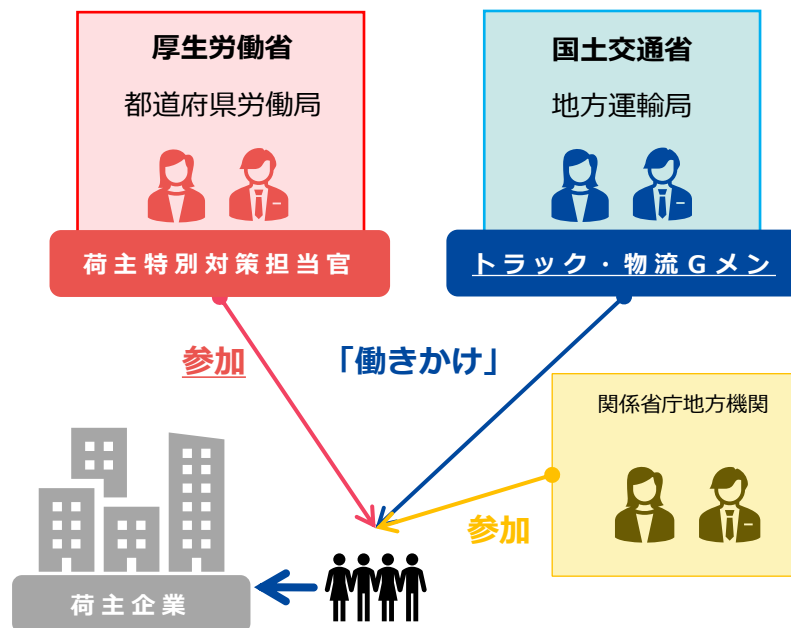 厚生労働省
都道府県労働局
荷主特別対策担当官
国土交通省
地方運輸局
トラック・物流Gメン
参加
「働きかけ」
関係省庁地方機関
参加
荷主企業